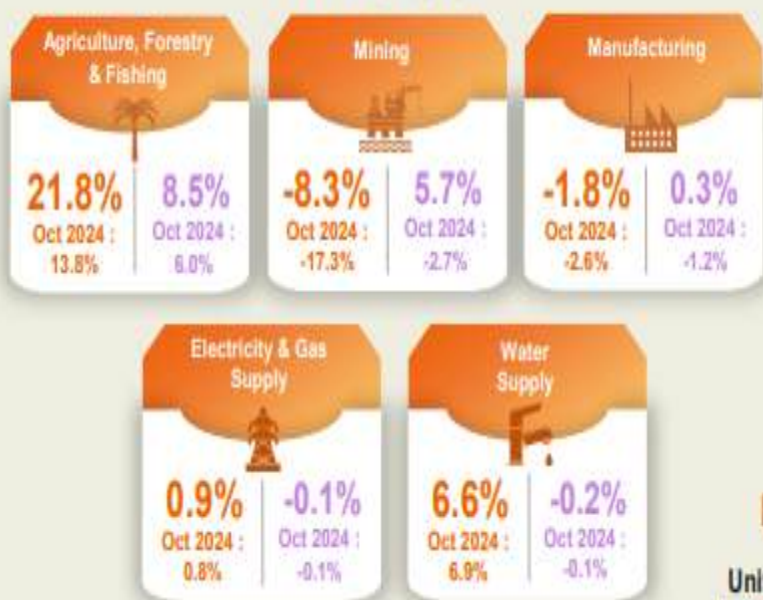 Agriculture, Forestry
& Fishing
21.8%
Oct 2024 :
13.8%
8.5%
Oct 2024 :
6.0%
Mining
-8.3%
Oct 2024 :
-17.3%
5.7%
Oct 2024 :
-2.7%
Manufacturing
-1.8%
Oct 2024 :
-2.6%
0.3%
Oct 2024 :
-1.2%
Electricity & Gas
Supply
0.9%
Oct 2024 :
0.8%
-0.1%
Oct 2024 :
-0.1%
Water
Supply
6.6%
Oct 2024 :
6.9%
-0.2%
Oct 2024 :
-0.1%